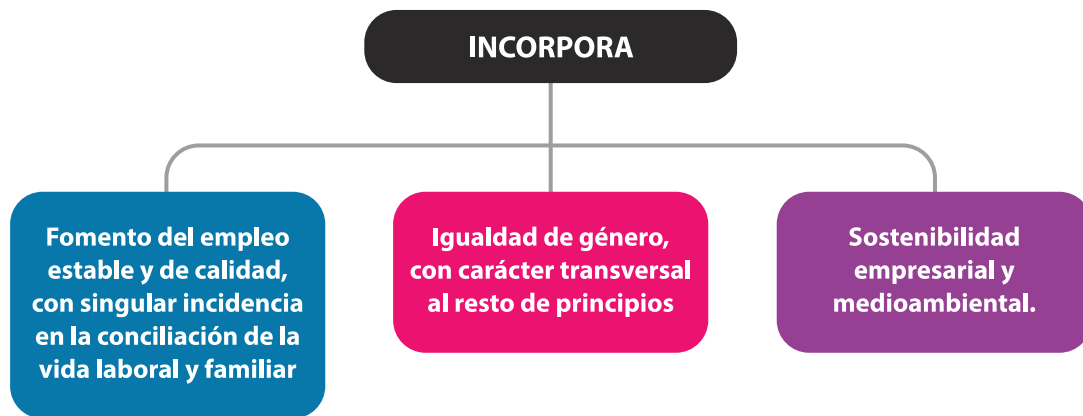 INCORPORA
Fomento del empleo
estable y de calidad,
con singular incidencia
en la conciliación de la
vida laboral y familiar
Igualdad de género,
con carácter transversal
al resto de principios
Sostenibilidad
empresarial y
medioambiental.